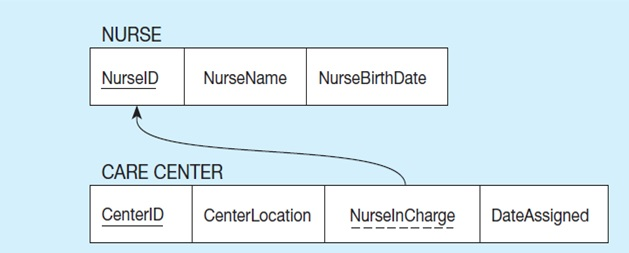 NURSE
NurseID NurseName NurseBirthDate
CARE CENTER
CenterID CenterLocation NurseInCharge DateAssigned